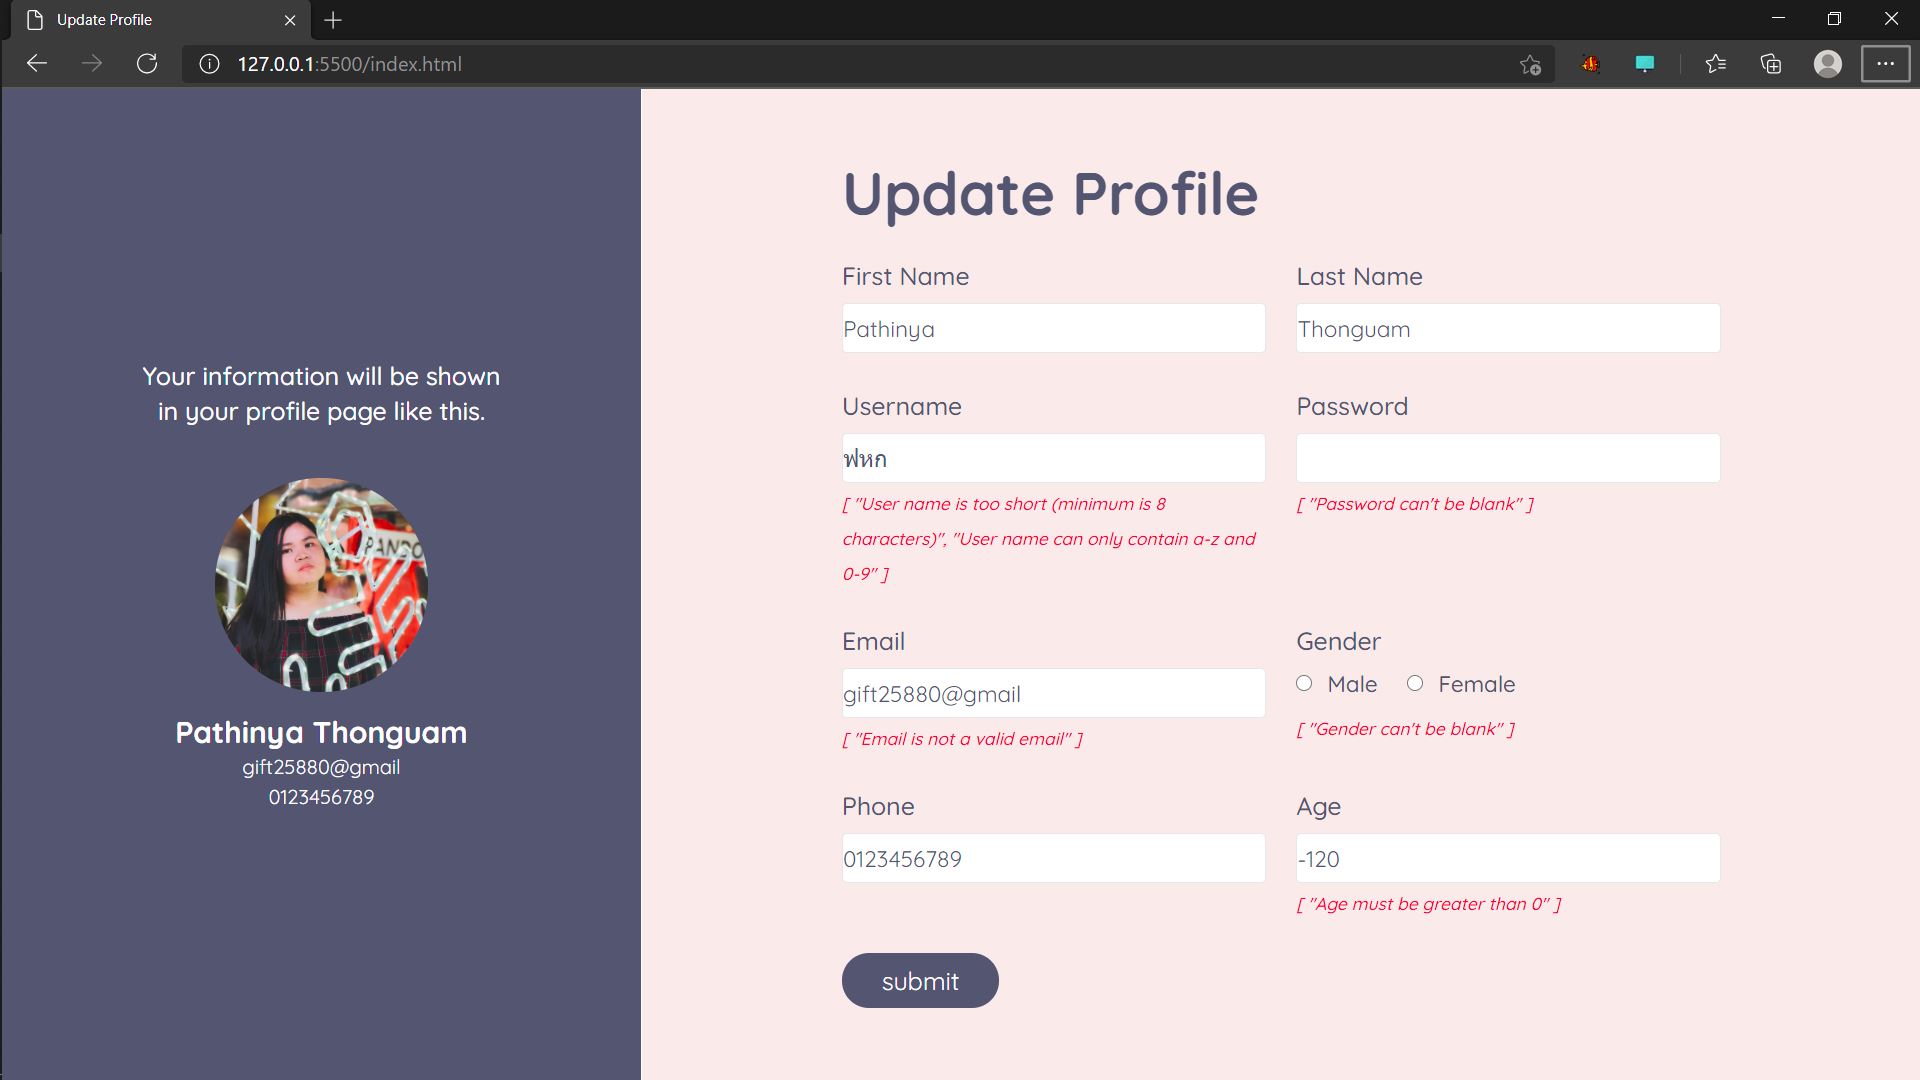 Update Profile
127.0.0.1:5500/index.html
Your information will be shown
in your profile page like this.
Pathinya Thonguam
gift25880@gmail
0123456789
Update Profile
First Name
Last Name
Pathinya
Thonguam
Username
Password
ฟหก
[ "User name is too short (minimum is 8
characters)", "User name can only contain a-z and
0-9" ]
[ "Password can't be blank" ]
Email
Gender
gift25880@gmail
Male
Female
[ "Email is not a valid email" ]
[ "Gender can't be blank" ]
Phone
Age
0123456789
-120
[ "Age must be greater than 0" ]
submit